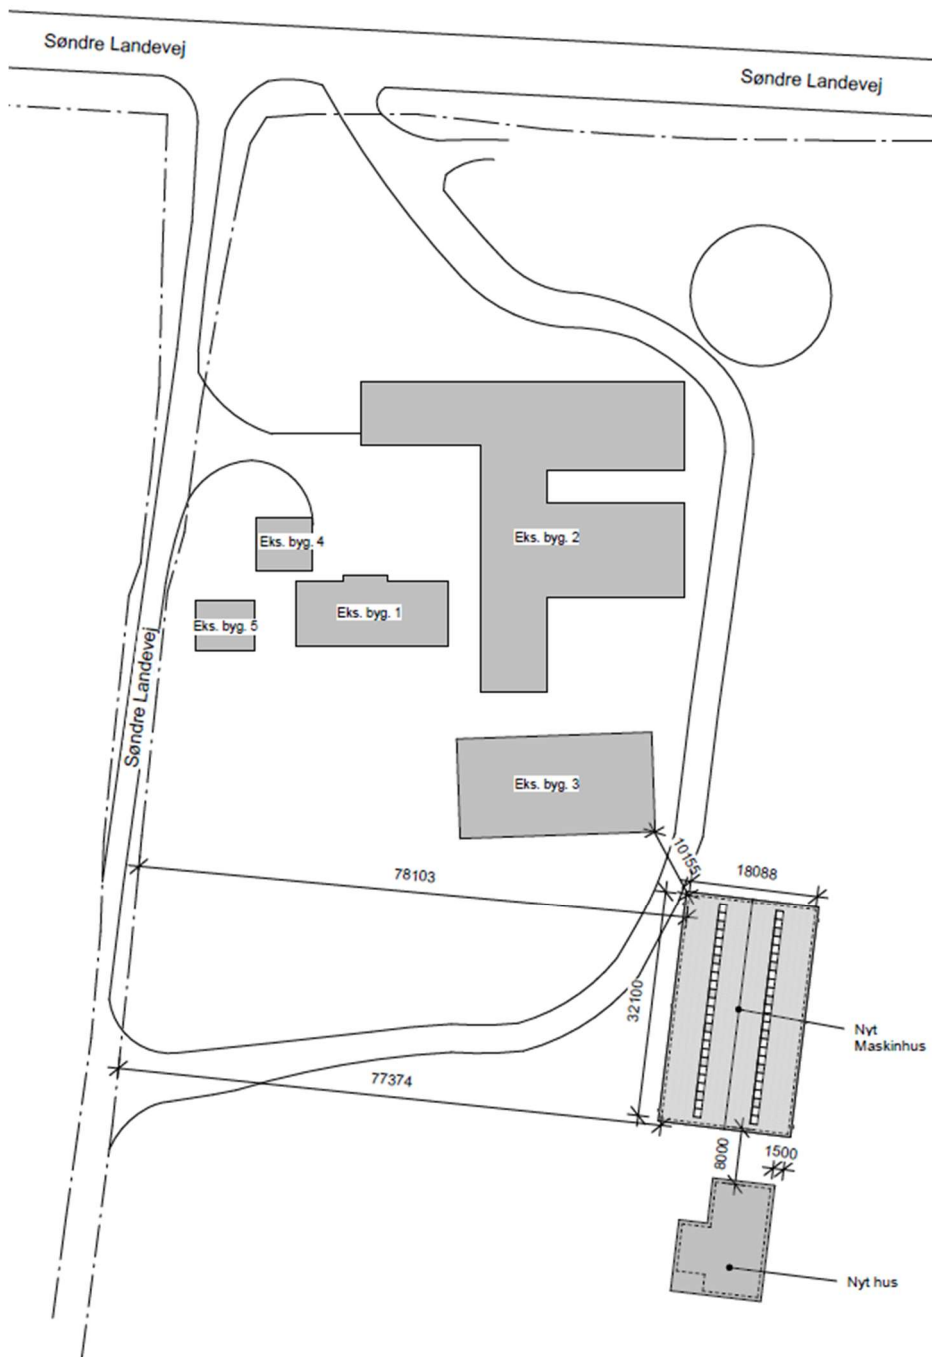 Søndre Landevej
Søndre Landevej
Eks. byg. 4
Eks. byg. 2
Eks. byg. 1
Eks. byg. 5
Søndre Landevej
Eks. byg. 3
10155
18088
78103
32100
Nyt
Maskinhus
77374
8000
1500
Nyt hus